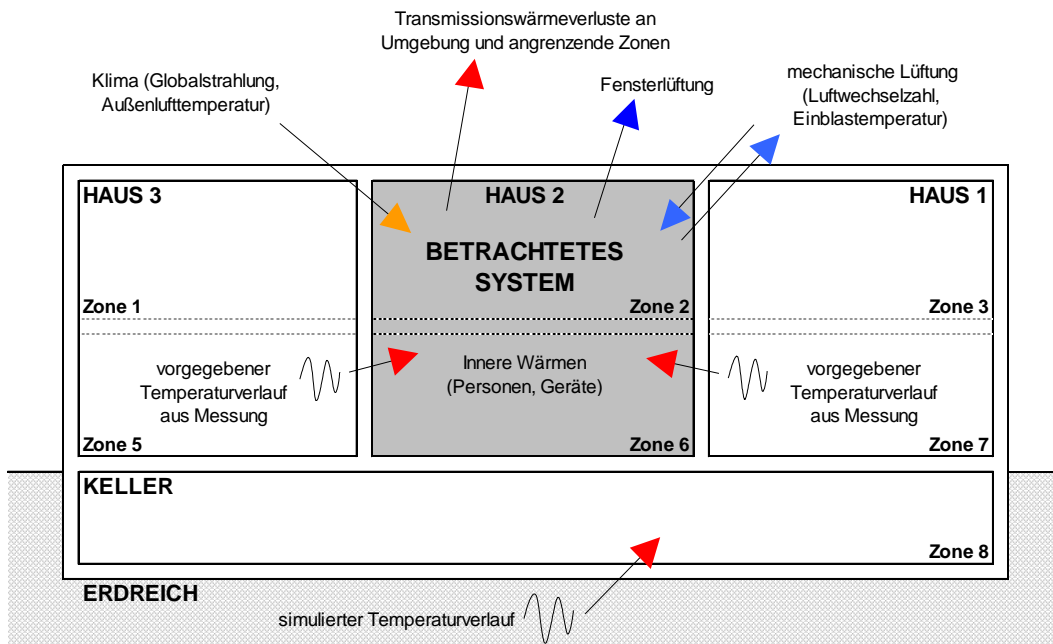 Transmissionswärmeverluste an
Umgebung und angrenzende Zonen
Klima (Globalstrahlung,
Außenlufttemperatur)
Fensterlüftung
mechanische Lüftung
(Luftwechselzahl,
Einblastemperatur)
HAUS 3
HAUS 2
HAUS 1
BETRACHTETES
SYSTEM
Zone 1
Zone 2
Zone 3
vorgegebener
Temperaturverlauf
aus Messung
Innere Wärmen
(Personen, Geräte)
vorgegebener
Temperaturverlauf
aus Messung
Zone 5
Zone 6
Zone 7
KELLER
Zone 8
ERDREICH
simulierter Temperaturverlauf